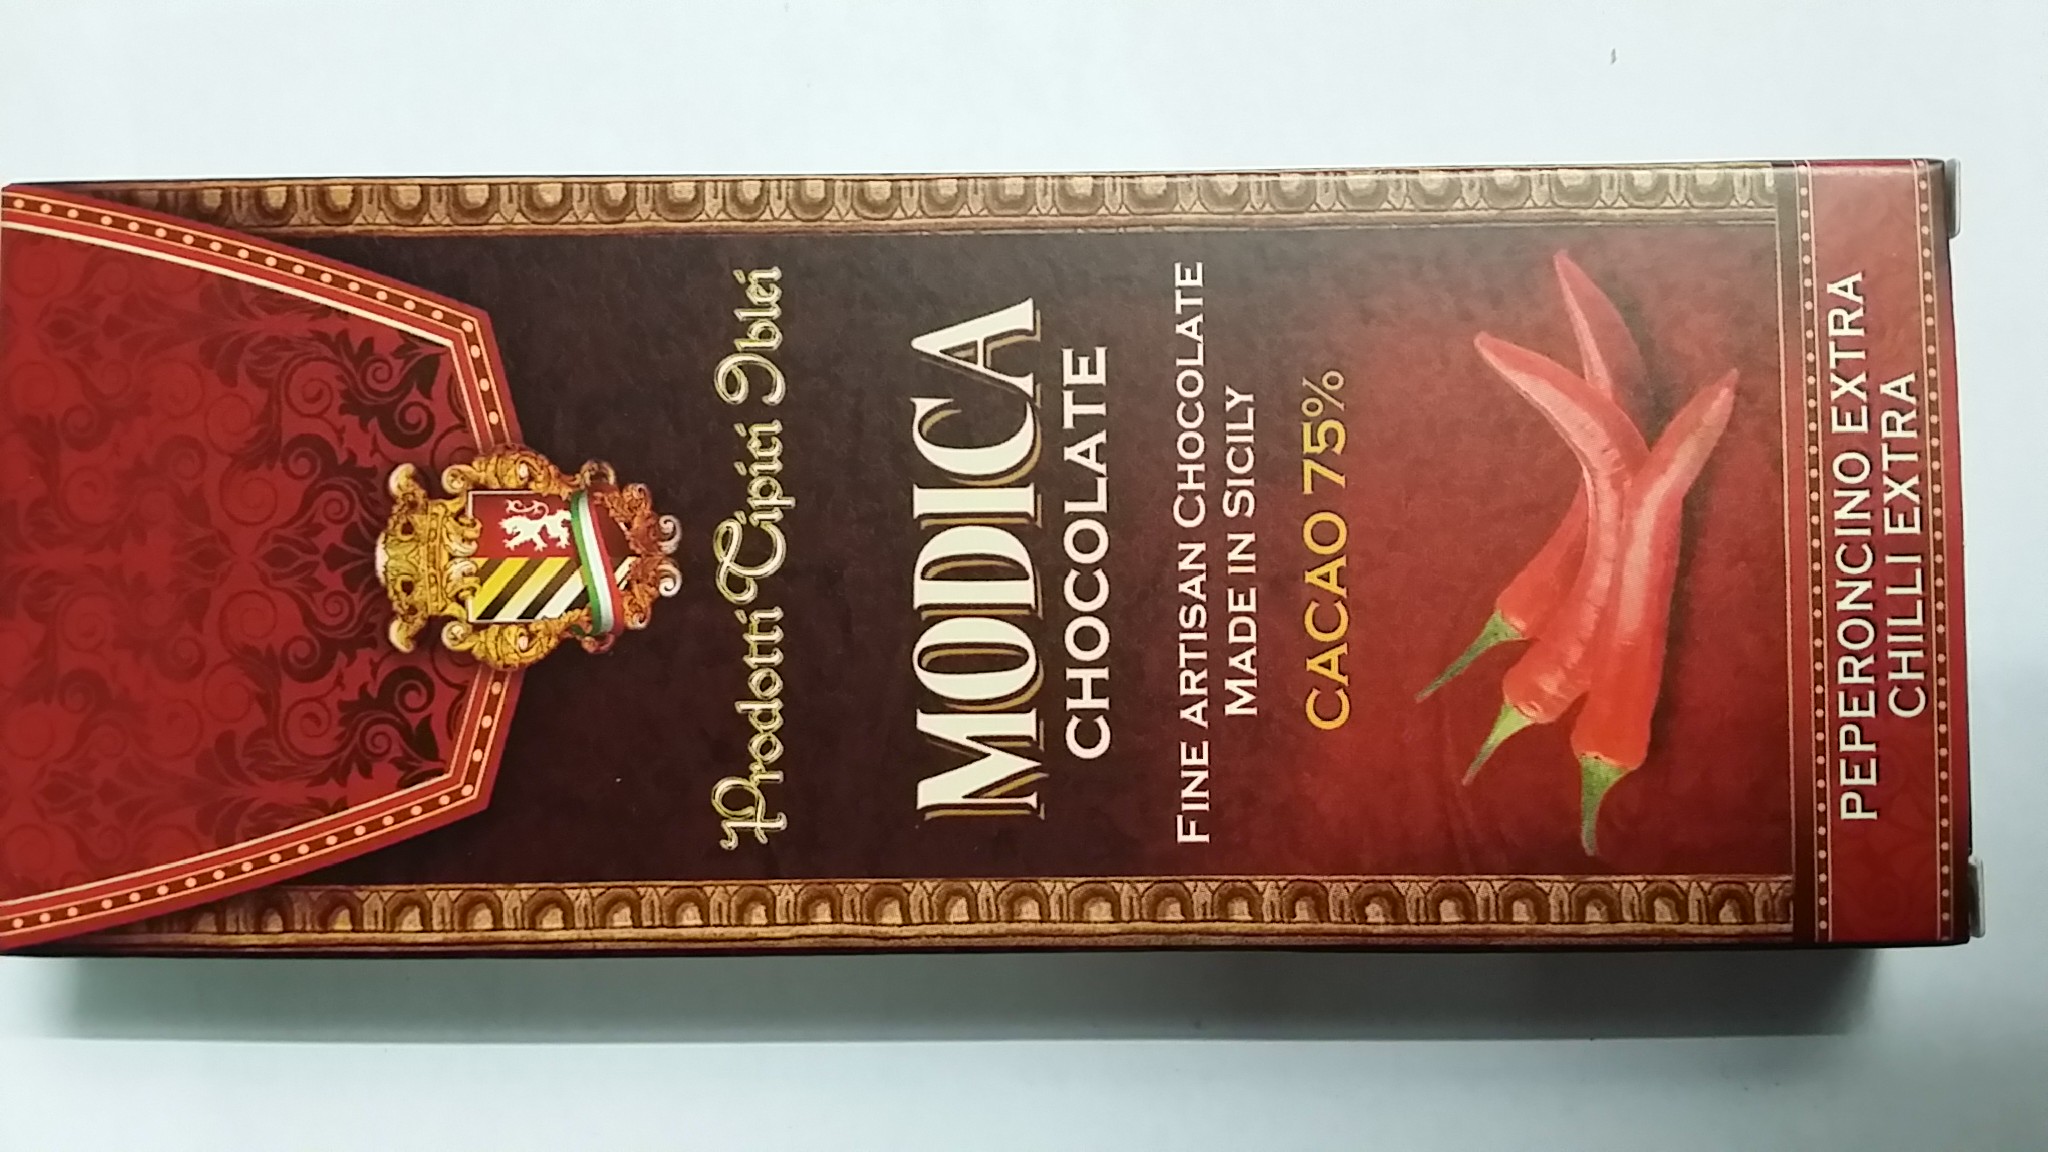 Prodotti Tipici Iblei
MODICA
CHOCOLATE
FINE ARTISAN CHOCOLATE
MADE IN SICILY
CACAO 75%
PEPERONCINO EXTRA
CHILLI EXTRA